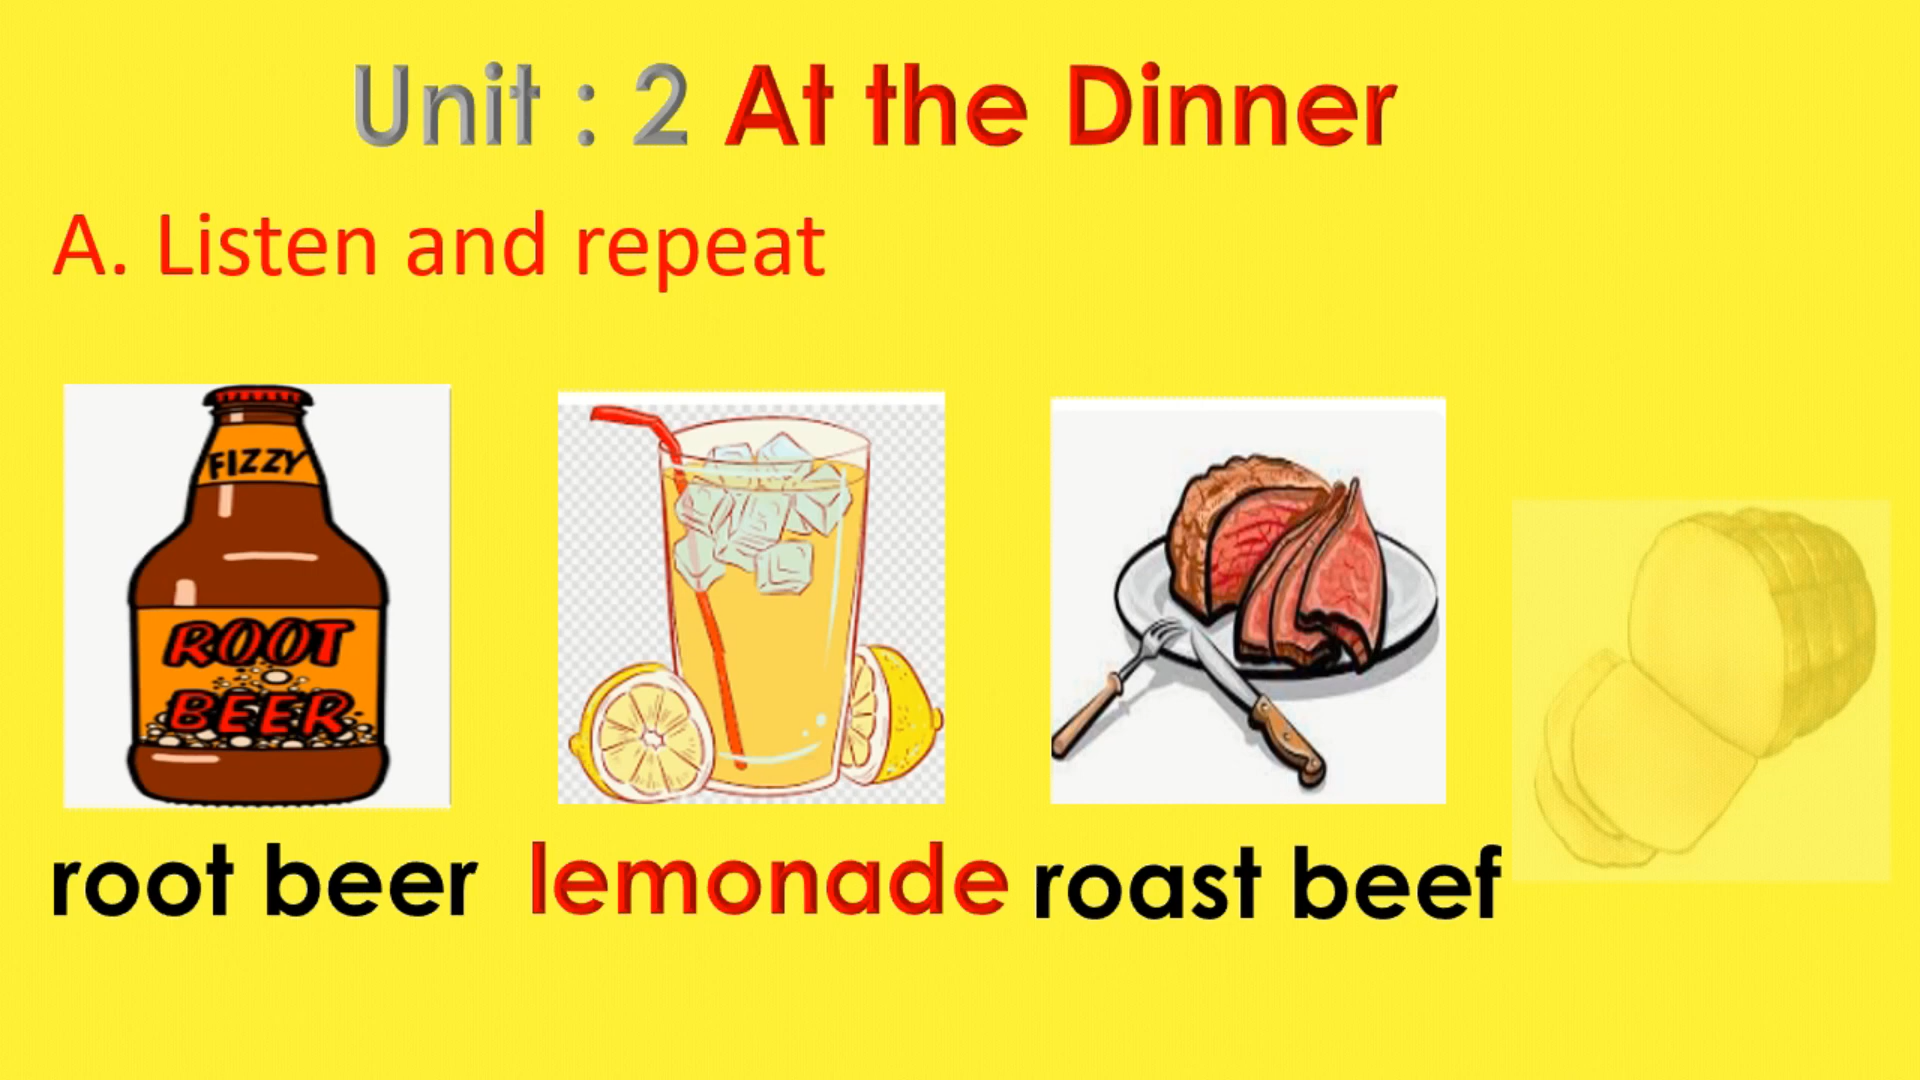 Unit : 2 At the Dinner
A. Listen and repeat
FIZZY
ROOT
BEER
root beer lemonade roast beef